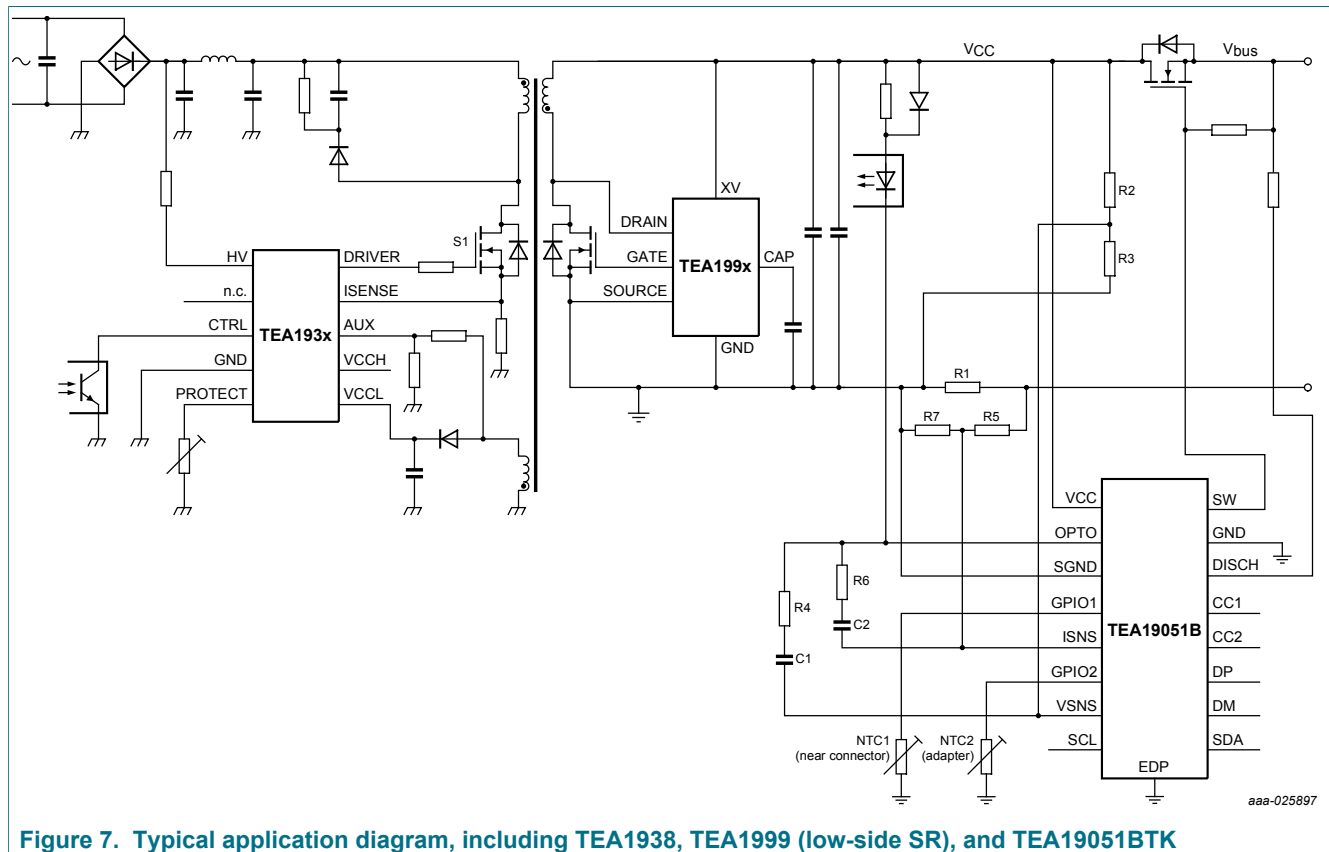 VCC
Vbus
XV
DRAIN
GATE
SOURCE
TEA199x
CAP
GND
S1
HV
n.c.
CTRL
GND
PROTECT
TEA193x
DRIVER
ISENSE
AUX
VCCH
VCCL
R2
R3
R1
R7
R5
R4
C1
R6
C2
VCC
OPTO
SGND
GPIO1
ISNS
GPIO2
VSNS
SCL
TEA19051B
SW
GND
DISCH
CC1
CC2
DP
DM
SDA
EDP
NTC1
(near connector)
NTC2
(adapter)
aaa-025897
Figure 7. Typical application diagram, including TEA1938, TEA1999 (low-side SR), and TEA19051BTK